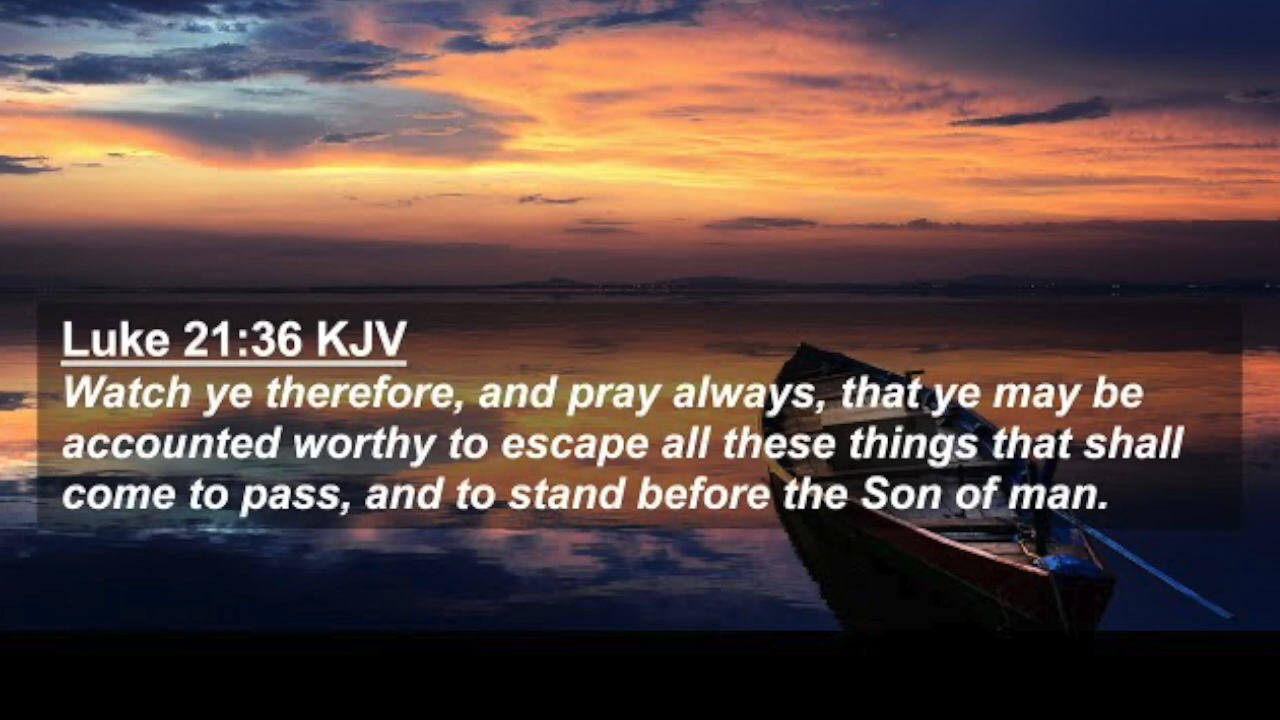 Luke 21:36 KJV
Watch ye therefore, and pray always, that ye may be
accounted worthy to escape all these things that shall
come to pass, and to stand before the Son of man.